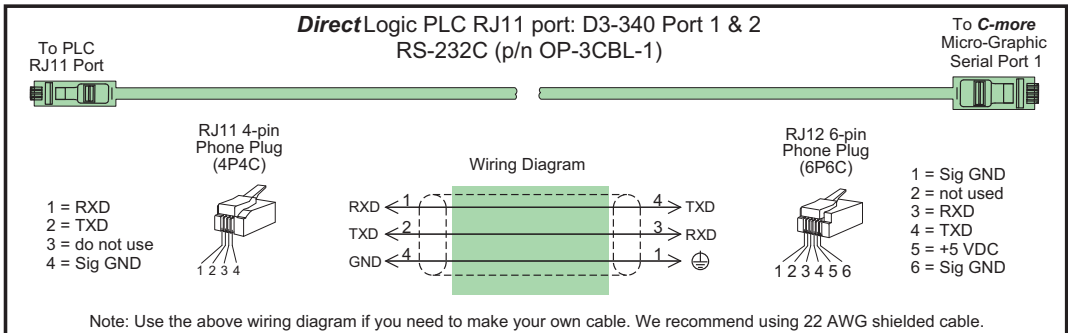 DirectLogic PLC RJ11 port: D3-340 Port 1 & 2
RS-232C (p/n OP-3CBL-1)
To PLC
RJ11 Port
To C-more
Micro-Graphic
Serial Port 1
RJ11 4-pin
Phone Plug
(4P4C)
1 = RXD
2 = TXD
3 = do not use
4 = Sig GND
1 2 3 4
Wiring Diagram
RXD 1 4 TXD
TXD 2 3 RXD
GND 4 1
RJ12 6-pin
Phone Plug
(6P6C)
1 2 3 4 5 6
1 = Sig GND
2 = not used
3 = RXD
4 = TXD
5 = +5 VDC
6 = Sig GND
Note: Use the above wiring diagram if you need to make your own cable. We recommend using 22 AWG shielded cable.